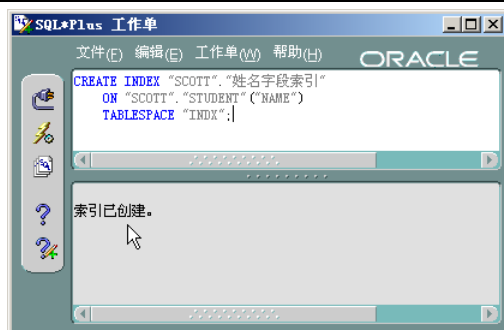 SQL*Plus 工作单
文件(F) 编辑(E) 工作单(W) 帮助(H) ORACLE
CREATE INDEX "SCOTT"."姓名字段索引"
ON "SCOTT"."STUDENT"("NAME")
TABLESPACE "INDX";
索引已创建。